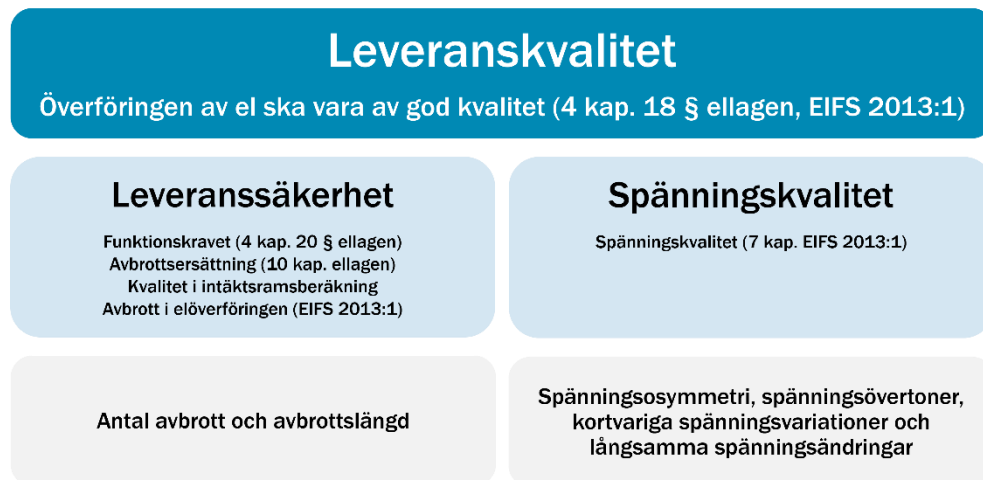 Leveranskvalitet
Överföringen av el ska vara av god kvalitet (4 kap. 18 § ellagen, EIFS 2013:1)
Leveranssäkerhet
Funktionskravet (4 kap. 20 § ellagen)
Avbrottsersättning (10 kap. ellagen)
Kvalitet i intäktsramsberäkning
Avbrott i elöverföringen (EIFS 2013:1)
Spänningskvalitet
Spänningskvalitet (7 kap. EIFS 2013:1)
Antal avbrott och avbrottslängd
Spänningsosymmetri, spänningsövertoner,
kortvariga spänningsvariationer och
långsamma spänningsändringar